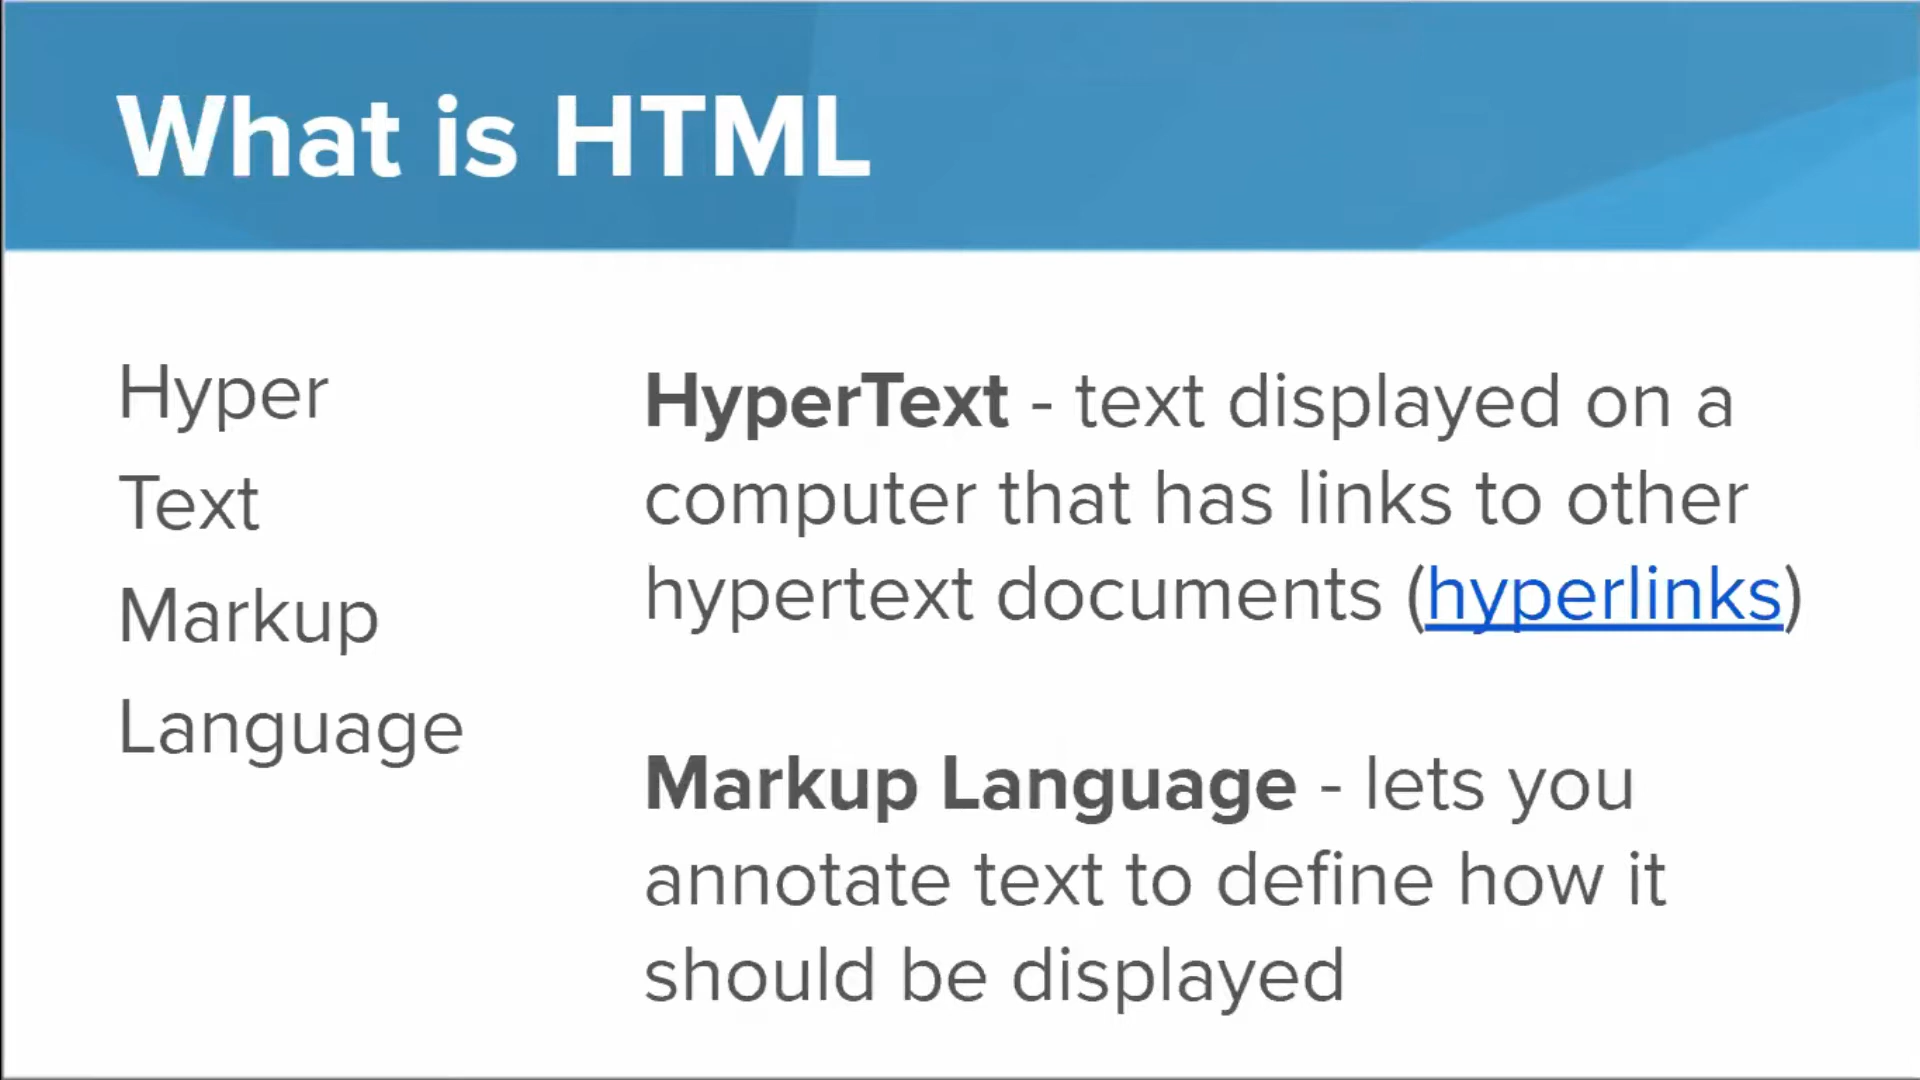 What is HTML
Hyper
Text
Markup
Language
HyperText - text displayed on a
computer that has links to other
hypertext documents (hyperlinks)
Markup Language - lets you
annotate text to define how it
should be displayed